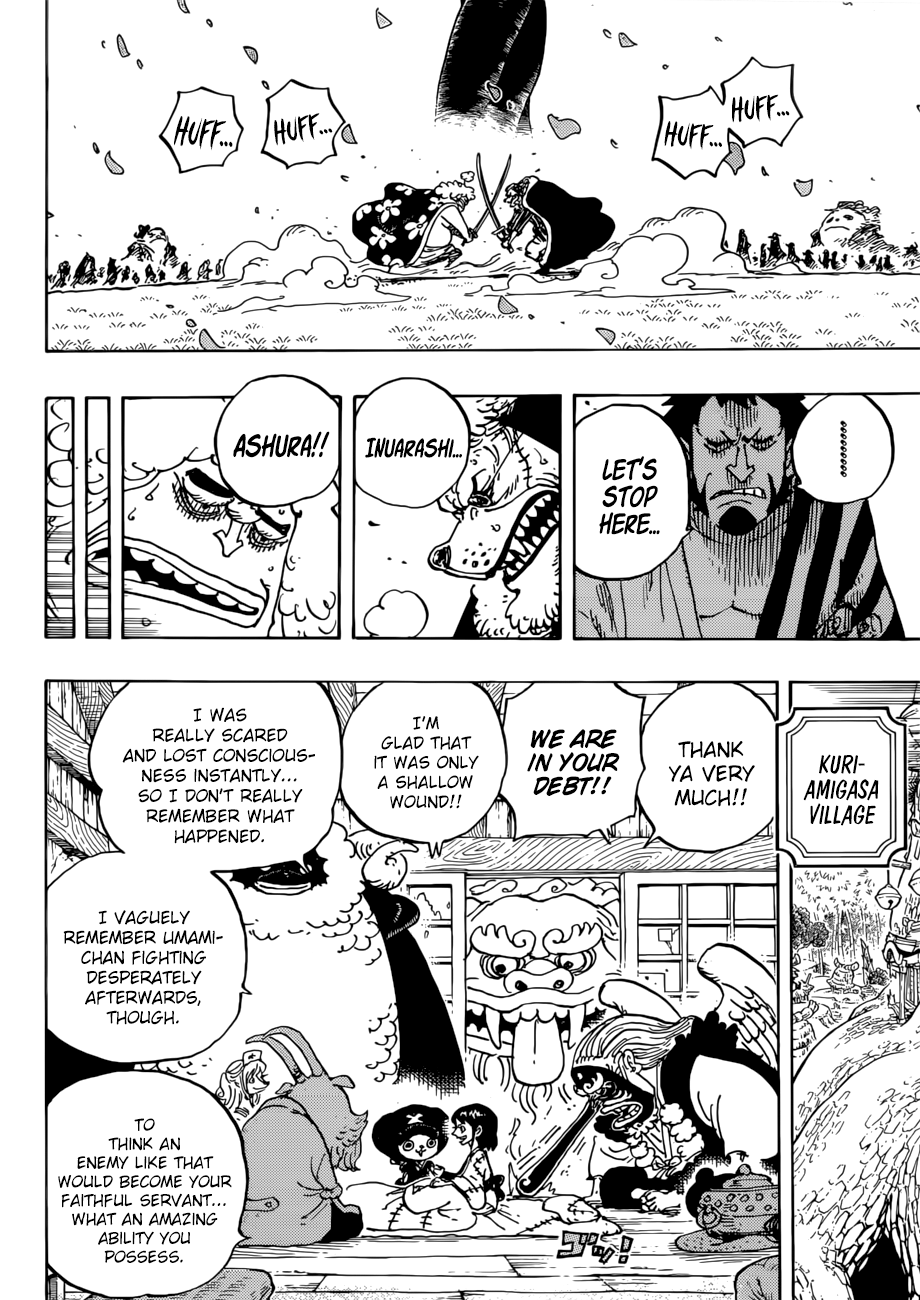 HUFF...
HUFF...
HUFF...
HUFF...
..........
LET'S
STOP
HERE...
INUARASHI...
ASHURA!!
KURI-
AMIGASA
VILLAGE
THANK
YA VERY
MUCH!!
WE ARE
IN YOUR
DEBT!!
I'M
GLAD THAT
IT WAS ONLY
A SHALLOW
WOUND!!
I WAS
REALLY SCARED
AND LOST CONSCIOUS-
NESS INSTANTLY...
SO I DON'T REALLY
REMEMBER WHAT
HAPPENED.
I VAGUELY
REMEMBER UMAMI-
CHAN FIGHTING
DESPERATELY
AFTERWARDS,
THOUGH.
TO
THINK AN
ENEMY LIKE THAT
WOULD BECOME YOUR
FAITHFUL SERVANT...
WHAT AN AMAZING
ABILITY YOU
POSSESS.